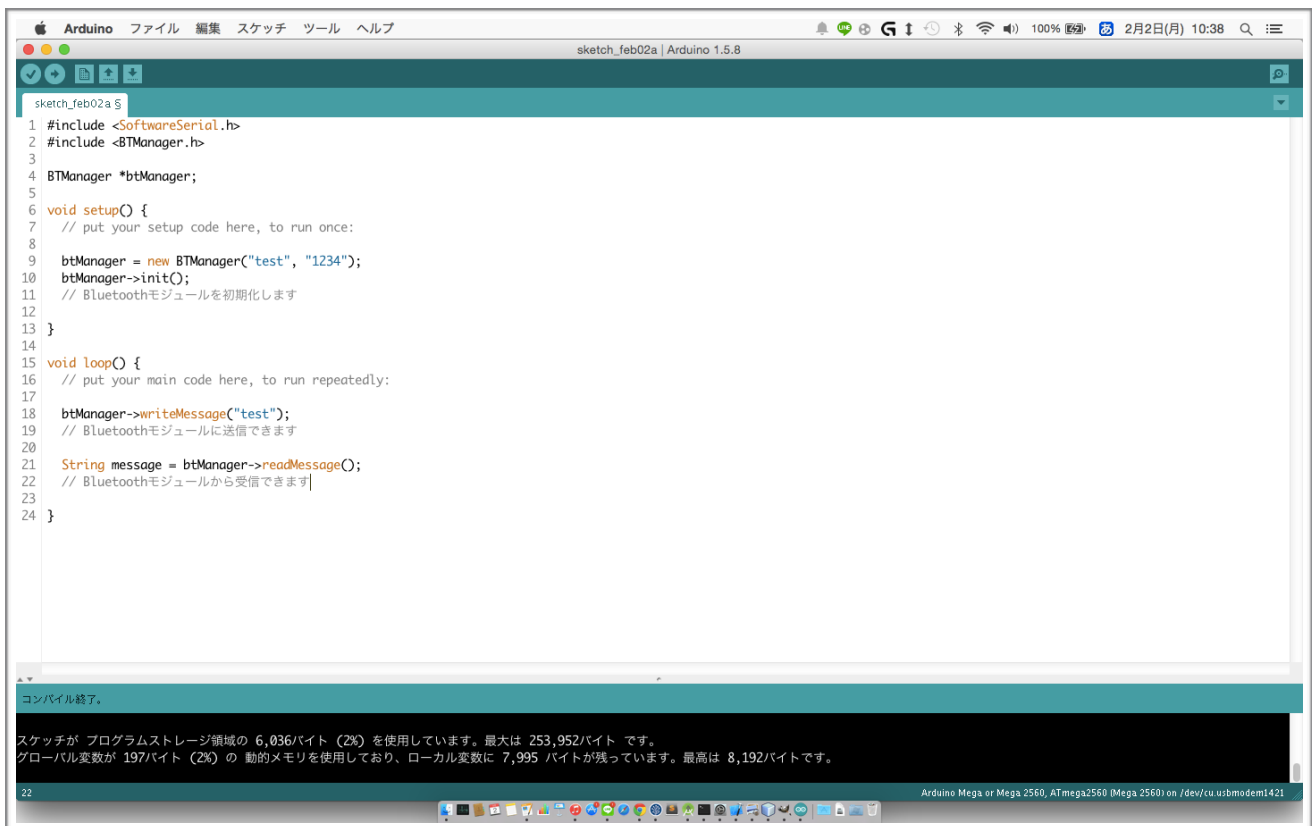 Arduino ファイル 編集 スケッチ ツール ヘルプ 100% あ 2月2日(月) 10:38
sketch_feb02a | Arduino 1.5.8
sketch_feb02a §
1 #include <SoftwareSerial.h>
2 #include <BTManager.h>
3
4 BTManager *btManager;
5
6 void setup() {
7 // put your setup code here, to run once:
8
9 btManager = new BTManager("test", "1234");
10 btManager->init();
11 // Bluetoothモジュールを初期化します
12
13 }
14
15 void loop() {
16 // put your main code here, to run repeatedly:
17
18 btManager->writeMessage("test");
19 // Bluetoothモジュールに送信できます
20
21 String message = btManager->readMessage();
22 // Bluetoothモジュールから受信できます
23
24 }
コンパイル終了。
スケッチが プログラムストレージ領域の 6,036バイト (2%) を使用しています。最大は 253,952バイト です。
グローバル変数が 197バイト (2%) の 動的メモリを使用しており、ローカル変数に 7,995 バイトが残っています。最高は 8,192バイトです。
22 Arduino Mega or Mega 2560, ATmega2560 (Mega 2560) on /dev/cu.usbmodem1421